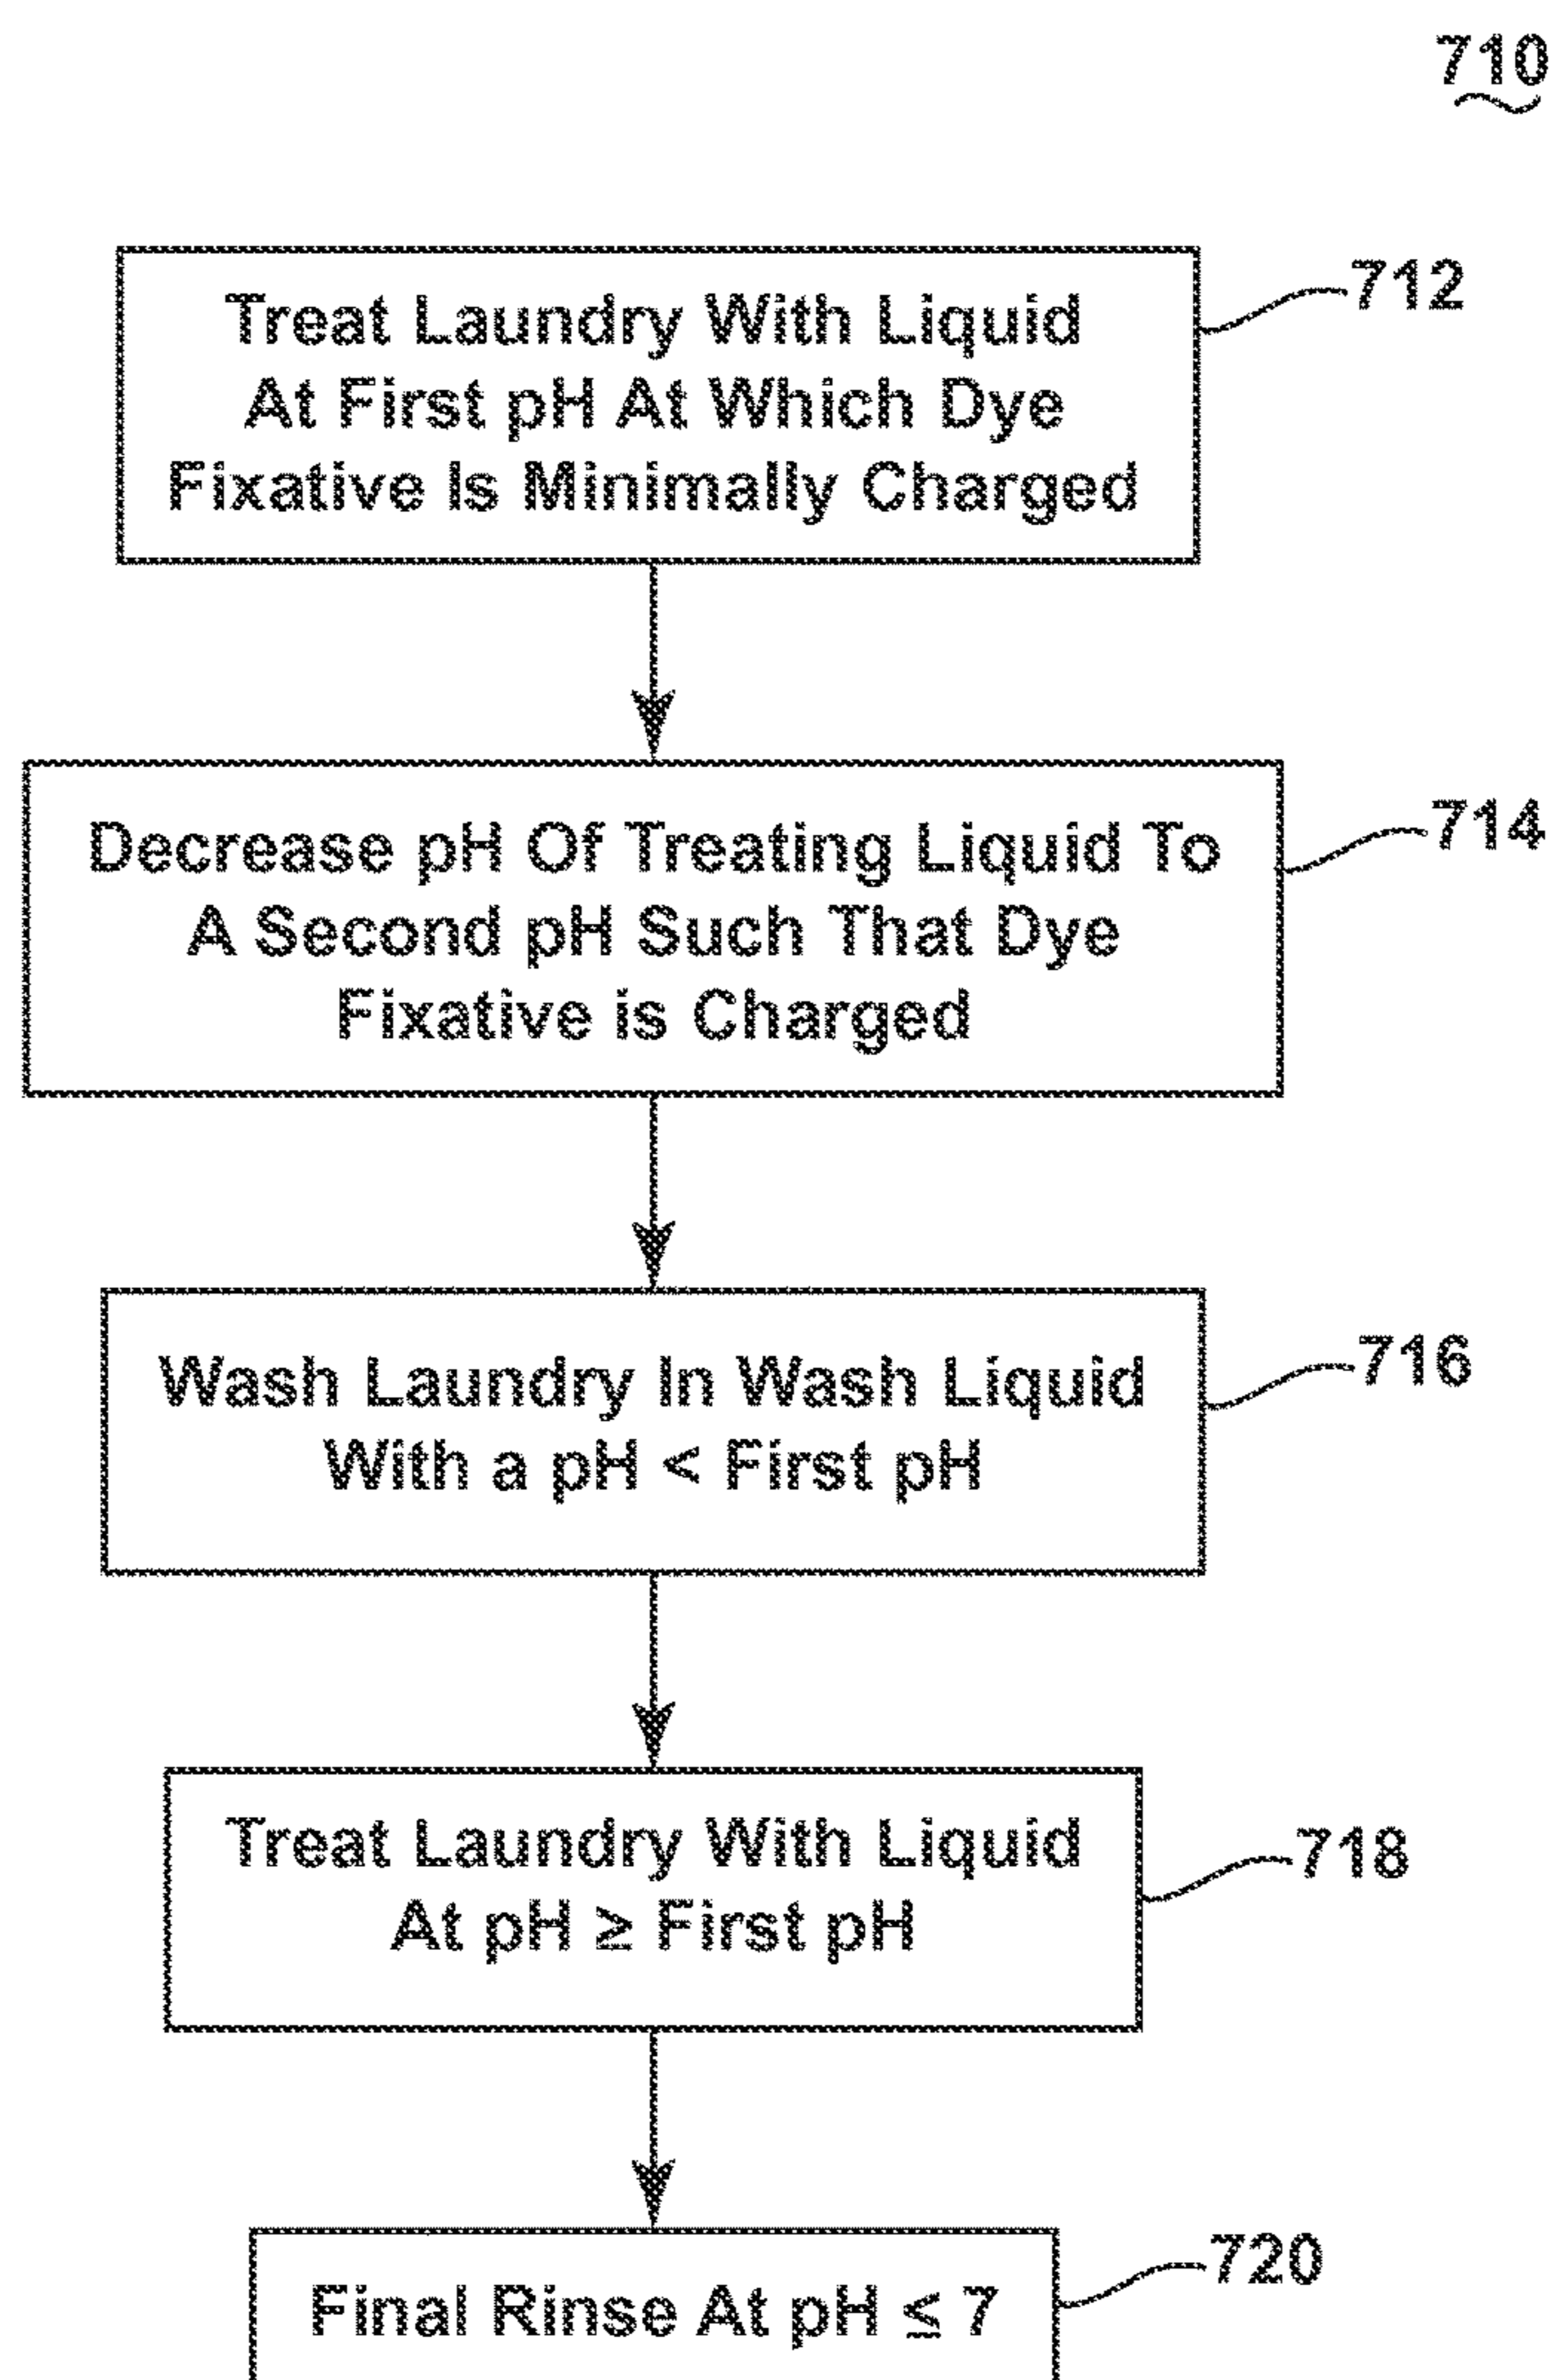 710
Treat Laundry With Liquid
At First pH At Which Dye
Fixative Is Minimally Charged
712
Decrease pH Of Treating Liquid To
A Second pH Such That Dye
Fixative is Charged
714
Wash Laundry In Wash Liquid
With a pH < First pH
716
Treat Laundry With Liquid
At pH ≥ First pH
718
Final Rinse At pH ≤ 7
720